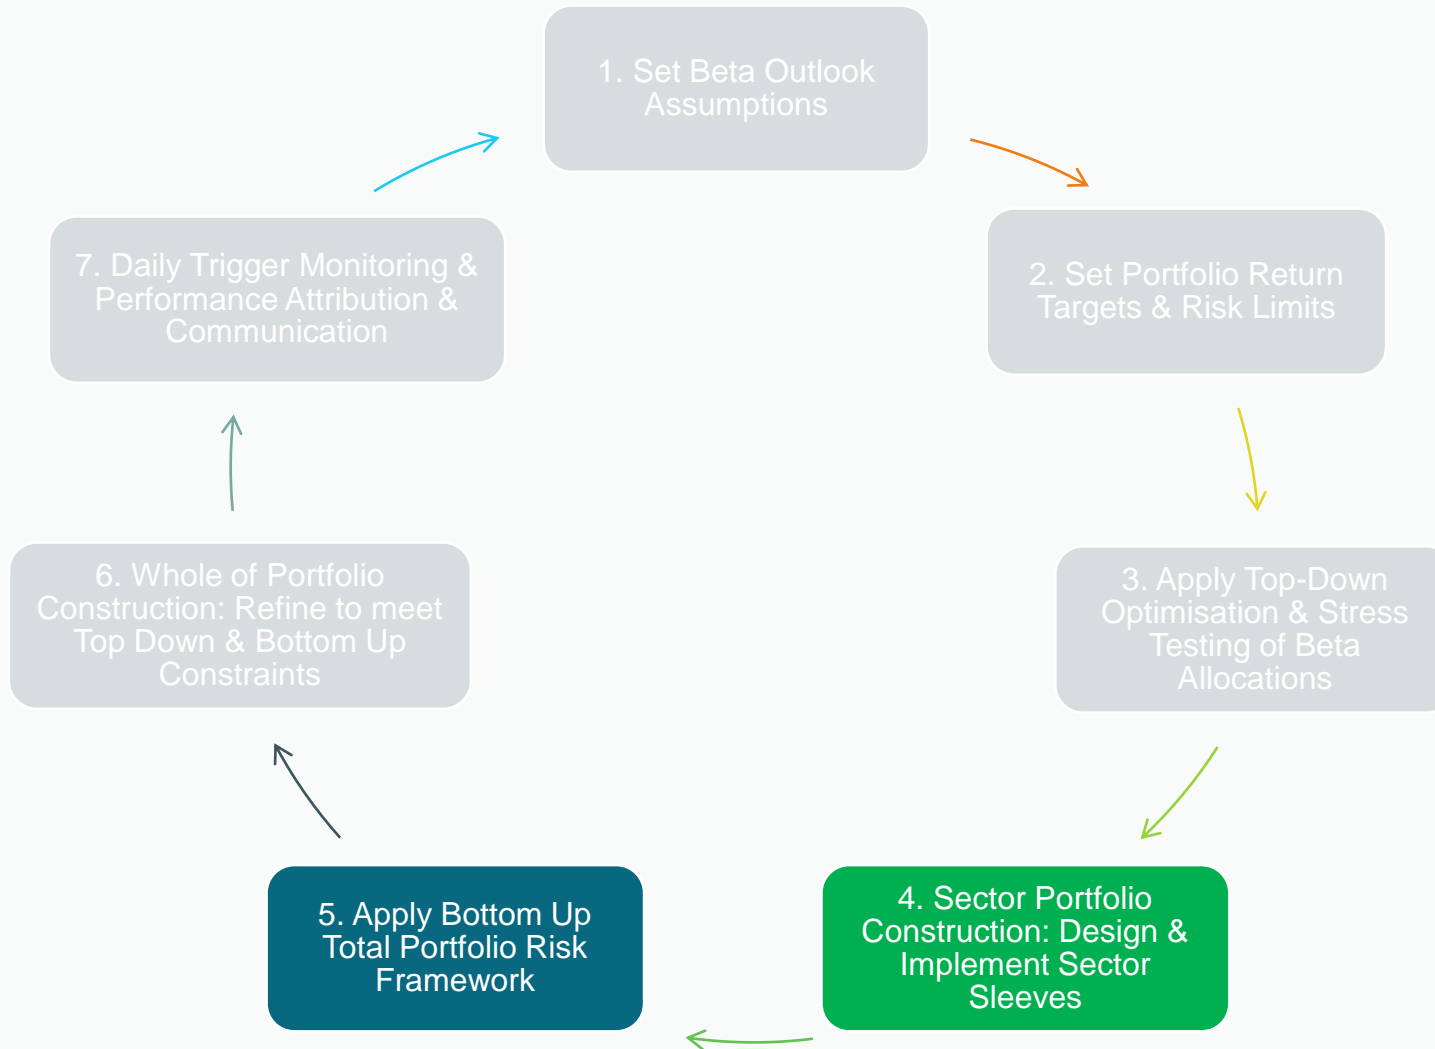 1. Set Beta Outlook
Assumptions
2. Set Portfolio Return
Targets & Risk Limits
3. Apply Top-Down
Optimisation & Stress
Testing of Beta
Allocations
4. Sector Portfolio
Construction: Design &
Implement Sector
Sleeves
5. Apply Bottom Up
Total Portfolio Risk
Framework
6. Whole of Portfolio
Construction: Refine to meet
Top Down & Bottom Up
Constraints
7. Daily Trigger Monitoring &
Performance Attribution &
Communication